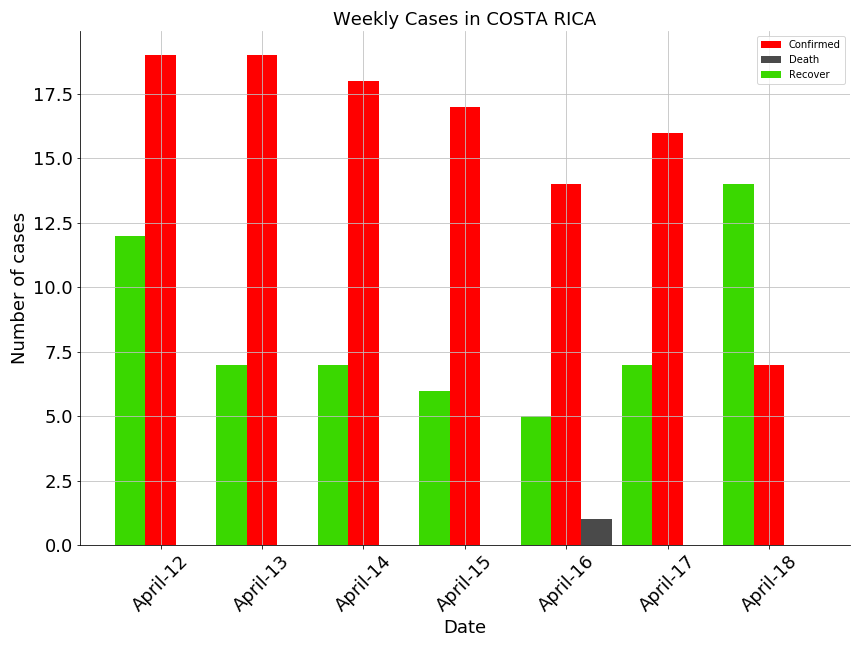 Weekly Cases in COSTA RICA
Confirmed
Death
Recover
Number of cases
17.5
15.0
12.5
10.0
7.5
5.0
2.5
0.0
April-12
April-13
April-14
April-15
April-16
April-17
April-18
Date